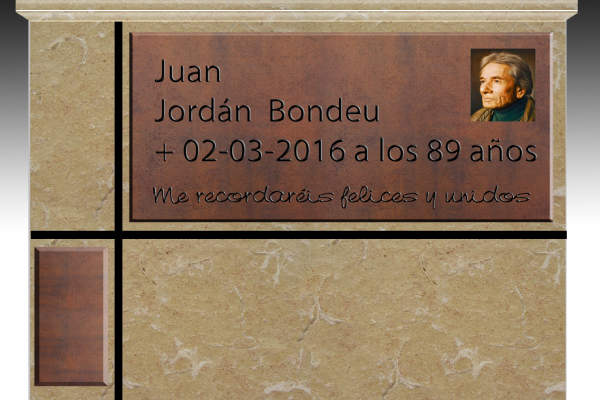 Juan
Jordán Bondeu
+ 02-03-2016 a los 89 años
Me recordaréis felices y unidos